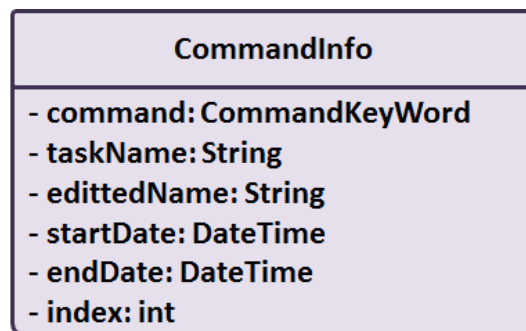 CommandInfo
- command: CommandKeyWord
- taskName: String
- edittedName: String
- startDate: DateTime
- endDate: DateTime
- index: int